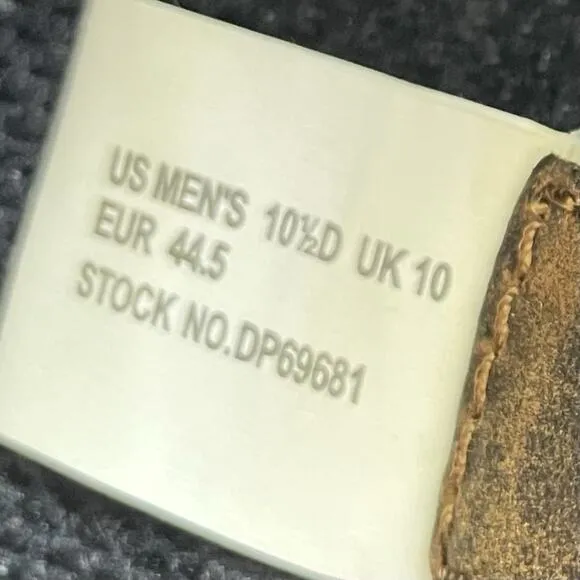 US MEN'S 10½D UK 10
EUR 44.5
STOCK NO.DP69681